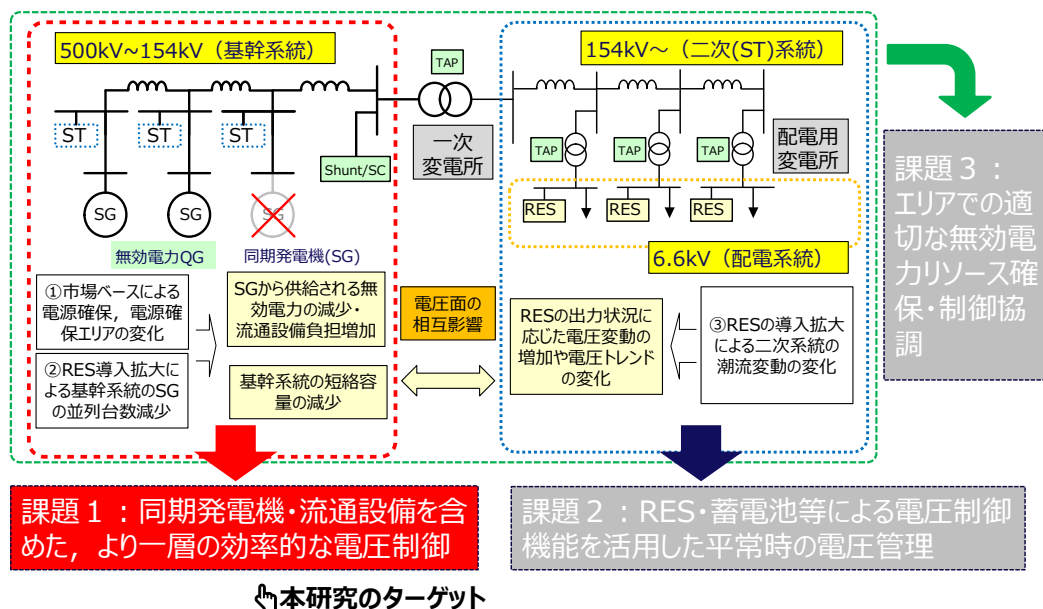 500kV~154kV（基幹系統）
154kV～（二次(ST)系統）
TAP
ST
ST
ST
一次
変電所
TAP
TAP
TAP
配電用
変電所
Shunt/SC
SG
SG
SG
RES
RES
RES
無効電力QG
同期発電機(SG)
6.6kV（配電系統）
①市場ベースによる
電源確保，電源確
保エリアの変化
②RES導入拡大に
よる基幹系統のSG
の並列台数減少
SGから供給される無
効電力の減少・
流通設備負担増加
基幹系統の短絡容
量の減少
電圧面の
相互影響
RESの出力状況に
応じた電圧変動の
増加や電圧トレンド
の変化
③RESの導入拡大
による二次系統の
潮流変動の変化
課題３：
エリアでの適
切な無効電
力リソース確
保・制御協
調
課題１：同期発電機・流通設備を含
めた，より一層の効率的な電圧制御
課題２：RES・蓄電池等による電圧制御
機能を活用した平常時の電圧管理
本研究のターゲット